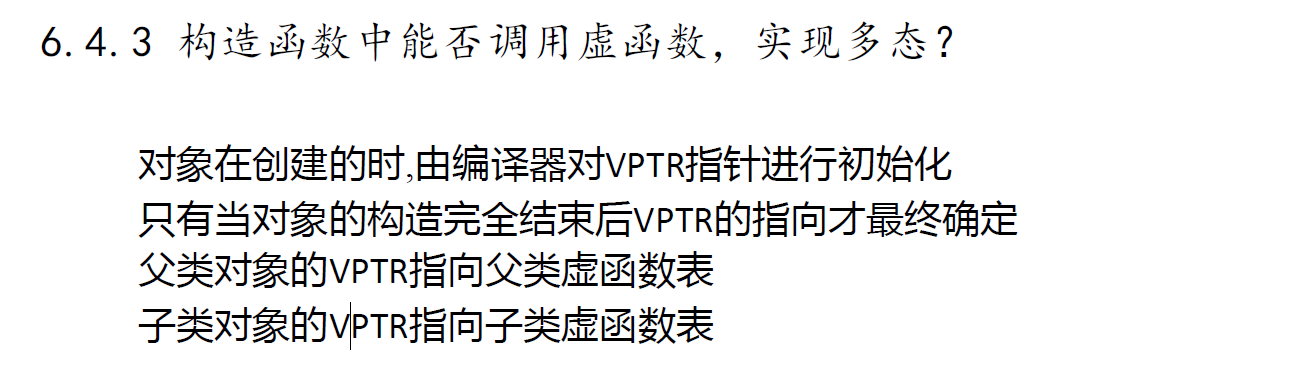 6.4.3 构造函数中能否调用虚函数，实现多态？
对象在创建的时,由编译器对VPTR指针进行初始化
只有当对象的构造完全结束后VPTR的指向才最终确定
父类对象的VPTR指向父类虚函数表
子类对象的VPTR指向子类虚函数表